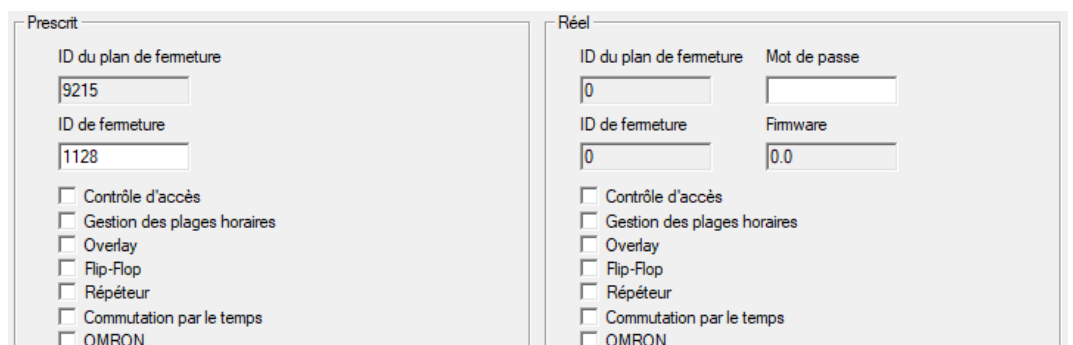 Prescrit
ID du plan de fermeture
9215
ID de fermeture
1128
Contrôle d'accès
Gestion des plages horaires
Overlay
Flip-Flop
Répéteur
Commutation par le temps
OMRON
Réel
ID du plan de fermeture Mot de passe
0
ID de fermeture Firmware
0 0.0
Contrôle d'accès
Gestion des plages horaires
Overlay
Flip-Flop
Répéteur
Commutation par le temps
OMRON